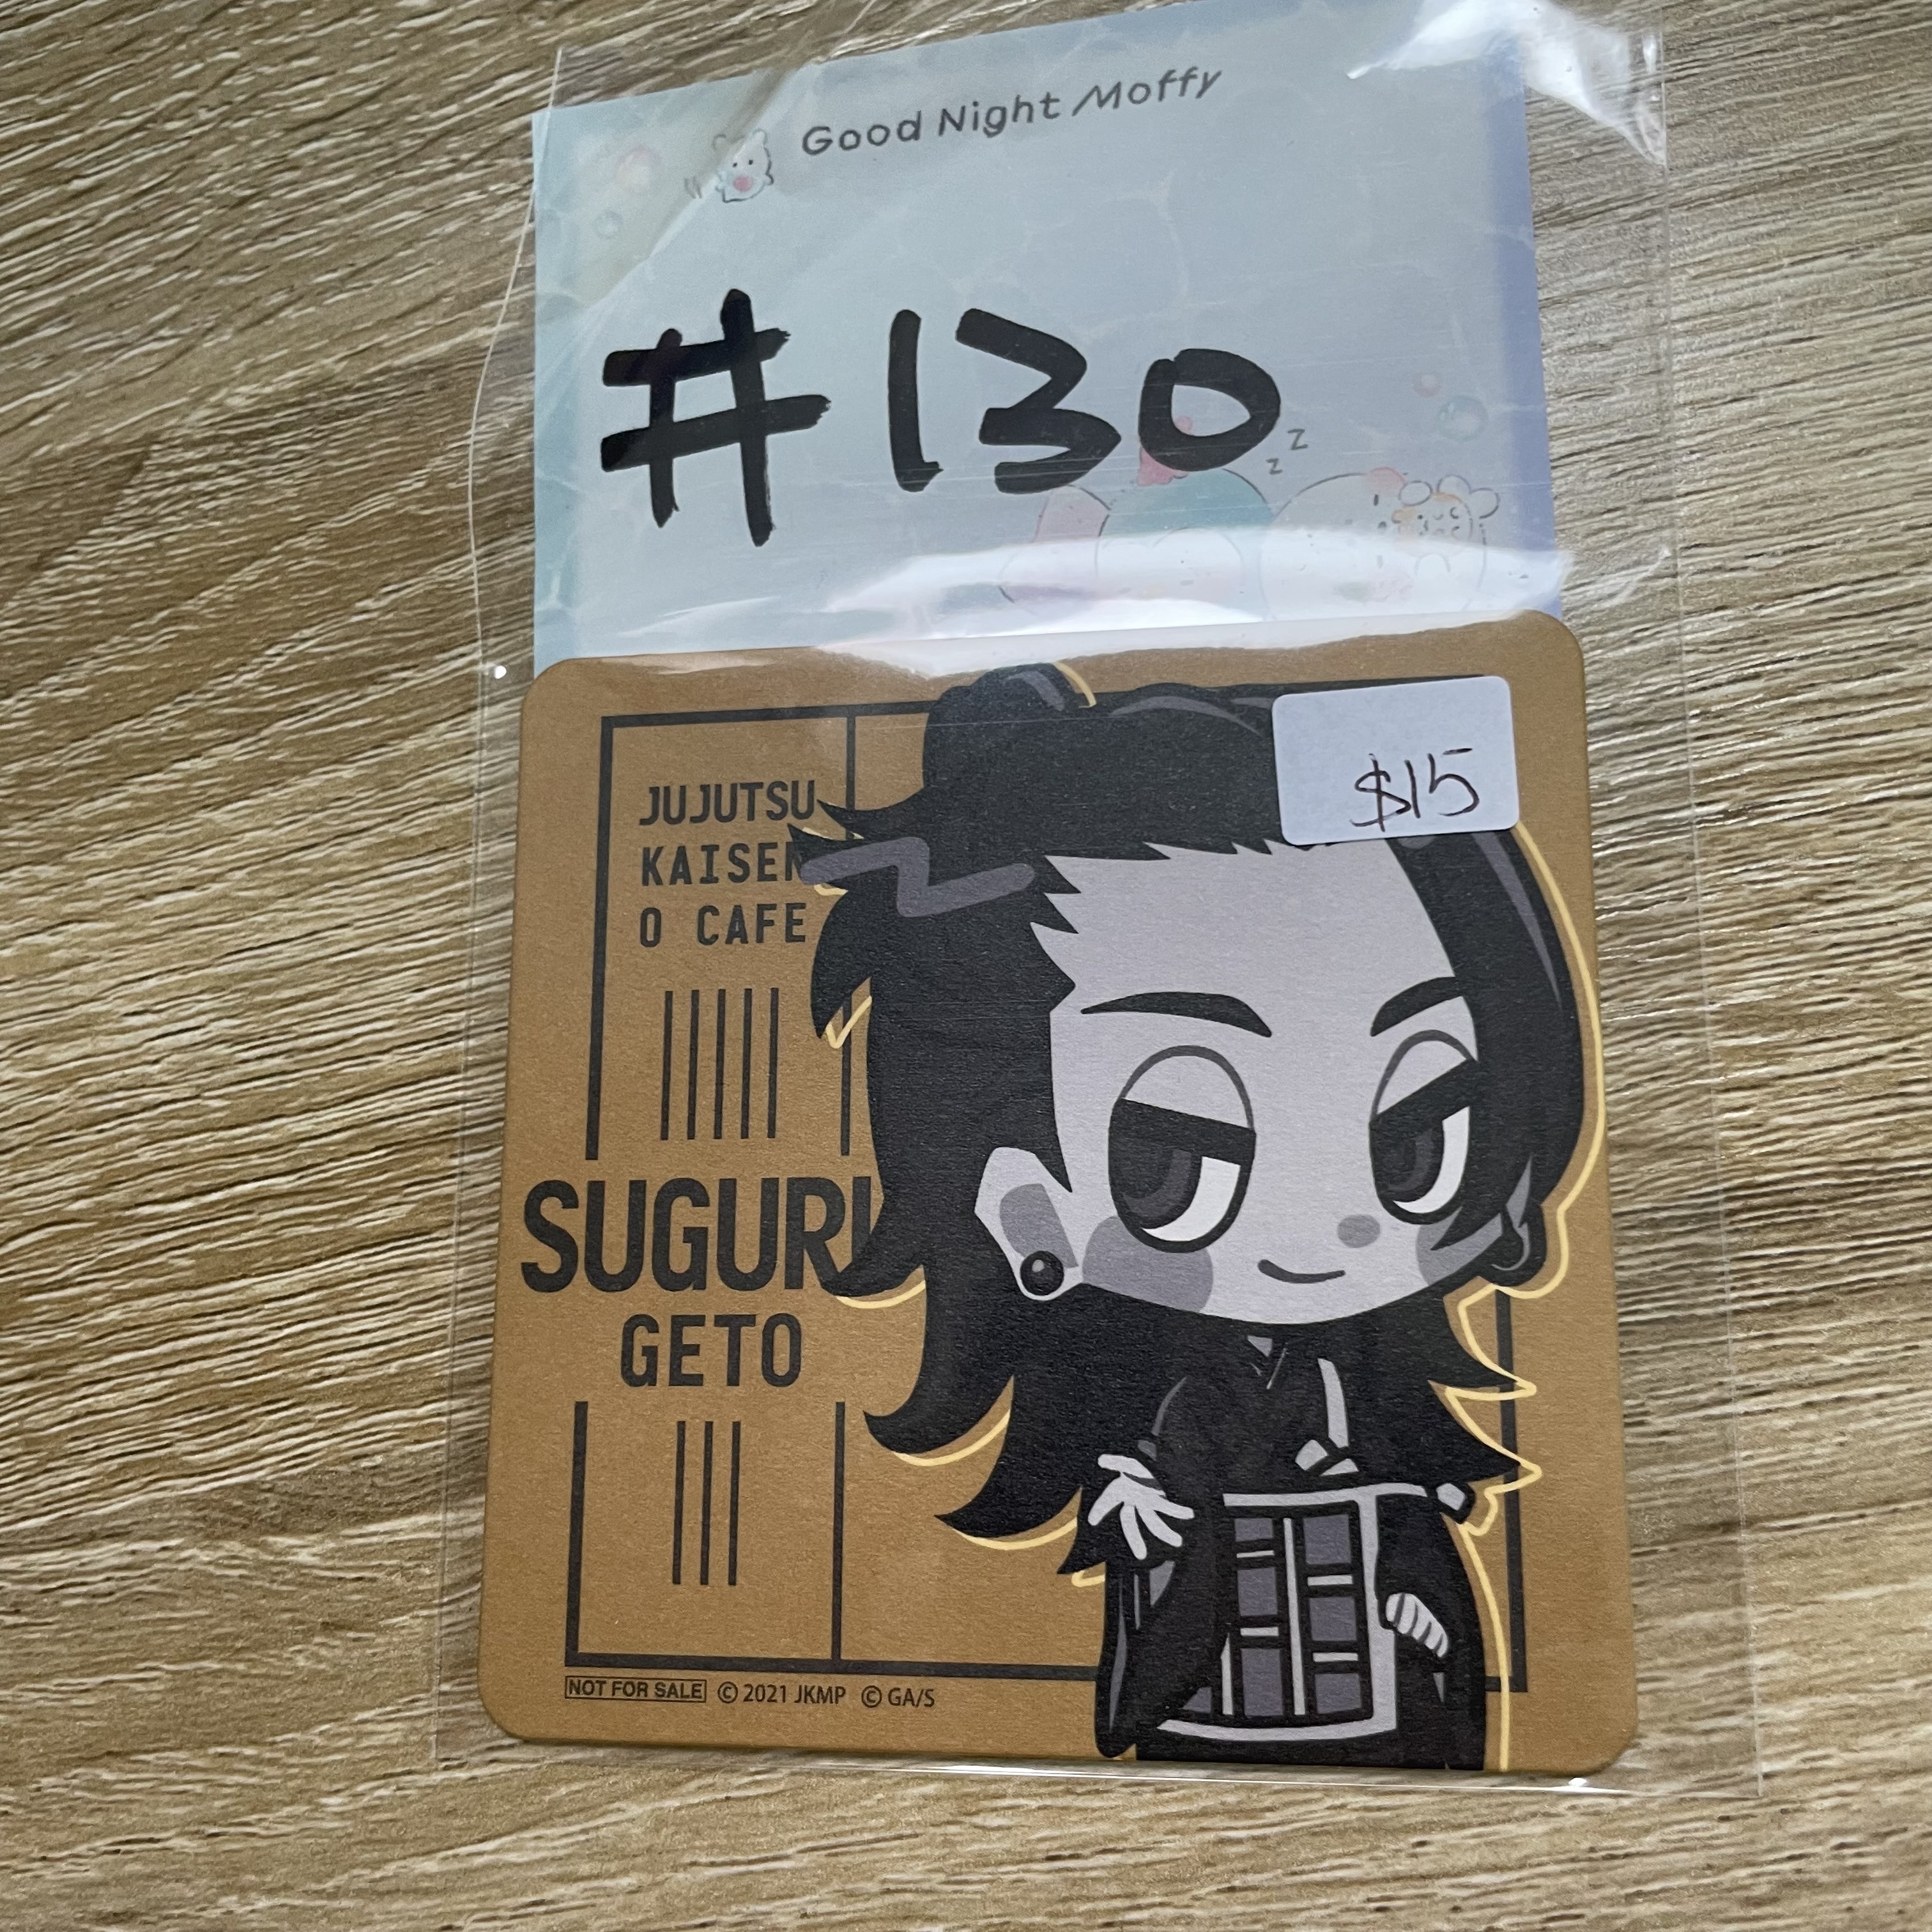 Good Night Moffy
#130
z
z
$15
JUJUTSU
KAISEN
0 CAFE
SUGURU
GETO
NOT FOR SALE ©2021 JKMP ©GA/S